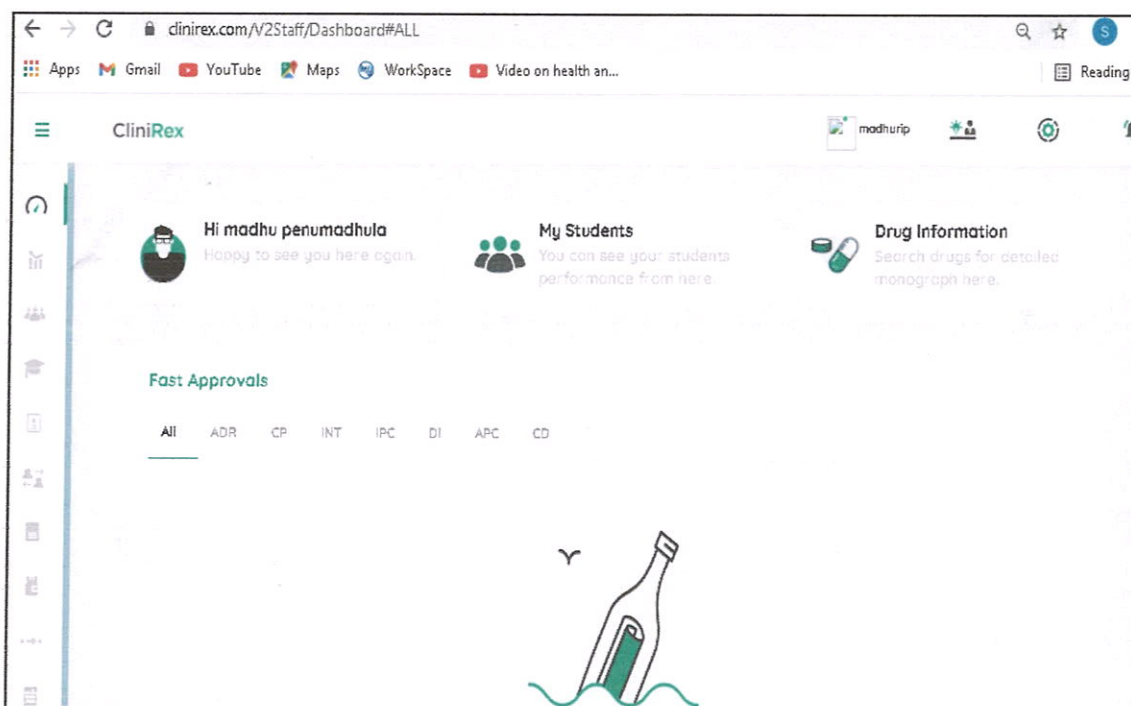 clinirex.com/V2Staff/Dashboard#ALL
S
Apps Gmail YouTube Maps WorkSpace Video on health an... Reading
CliniRex madhurip
Hi madhu penumadhula
Happy to see you here again.
My Students
You can see your students
performance from here.
Drug Information
Search drugs for detailed
monograph here.
Fast Approvals
All ADR CP INT IPC DI APC CD